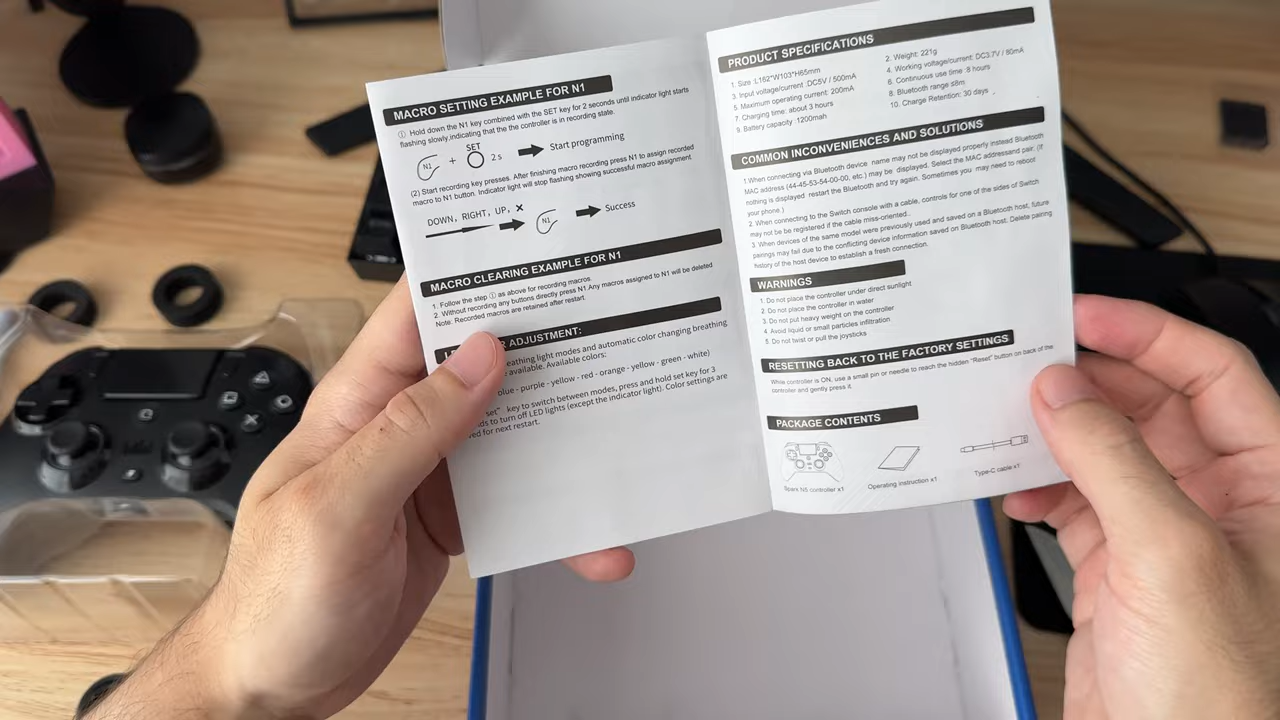 MACRO SETTING EXAMPLE FOR N1
① Hold down the N1 key combined with the SET key for 2 seconds until indicator light starts
flashing slowly,indicating that the the controller is in recording state.
N1 + SET 2s Start programming
(2) Start recording key presses. After finishing macro recording press N1 to assign recorded
macro to N1 button. Indicator light will stop flashing showing successful macro assignment
DOWN, RIGHT, UP, ✕ N1 Success
MACRO CLEARING EXAMPLE FOR N1
1. Follow the step ① as above for recording macros.
2. Without recording any buttons directly press N1 Any macros assigned to N1 will be deleted.
Note: Recorded macros are retained after restart.
ADJUSTMENT:
eathing light modes and automatic color changing breathing
available. Available colors:
blue - purple - yellow - red - orange - yellow - green - white)
set" key to switch between modes, press and hold set key for 3
ds to turn off LED lights (except the indicator light). Color settings are
ved for next restart.
PRODUCT SPECIFICATIONS
1. Size :L162*W103*H65mm
2. Weight: 221g
3. Input voltage/current :DC5V / 500mA
4. Working voltage/current: DC3.7V / 80mA
5. Maximum operating current: 200mA
6. Continuous use time :8 hours
7. Charging time: about 3 hours
8. Bluetooth range ≤8m
9. Battery capacity :1200mah
10. Charge Retention: 30 days
COMMON INCONVENIENCES AND SOLUTIONS
1.When connecting via Bluetooth device name may not be displayed properly instead Bluetooth
MAC address (44-45-53-54-00-00, etc.) may be displayed. Select the MAC addressand pair. (If
nothing is displayed restart the Bluetooth and try again. Sometimes you may need to reboot
your phone.)
2. When connecting to the Switch console with a cable, controls for one of the sides of Switch
may not be be registered if the cable miss-oriented..
3. When devices of the same model were previously used and saved on a Bluetooth host, future
pairings may fail due to the conflicting device information saved on Bluetooth host. Delete pairing
history of the host device to establish a fresh connection.
WARNINGS
1. Do not place the controller under direct sunlight
2. Do not place the controller in water
3. Do not put heavy weight on the controller
4. Avoid liquid or small particles infiltration
5. Do not twist or pull the joysticks
RESETTING BACK TO THE FACTORY SETTINGS
While controller is ON, use a small pin or needle to reach the hidden "Reset" button on back of the
controller and gently press it.
PACKAGE CONTENTS
Spark N5 controller x1
Operating instruction x1
Type-C cable x1